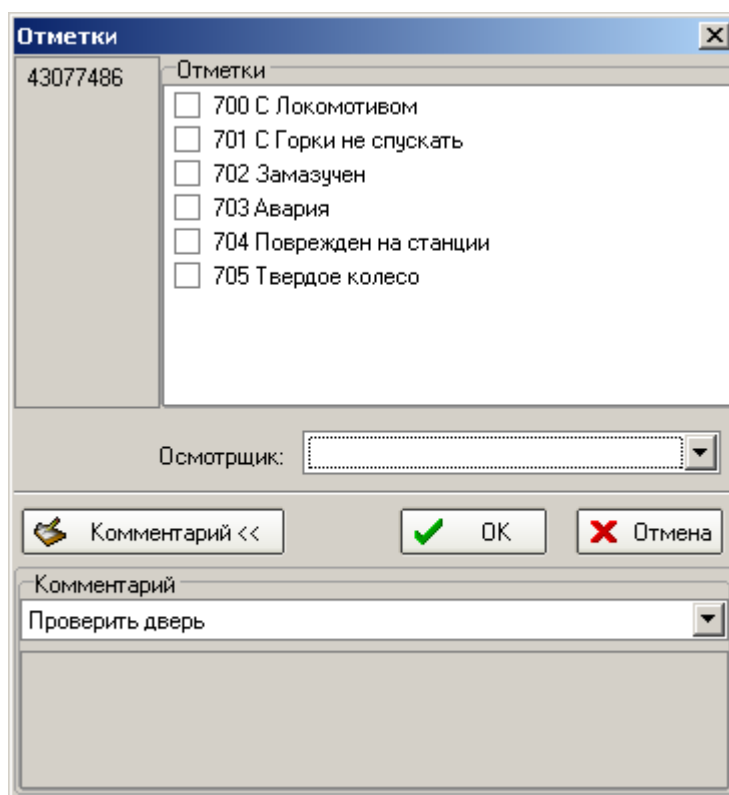 Отметки
43077486
Отметки
700 С Локомотивом
701 С Горки не спускать
702 Замазучен
703 Авария
704 Поврежден на станции
705 Твердое колесо
Осмотрщик:
Комментарий <<
OK
Отмена
Комментарий
Проверить дверь